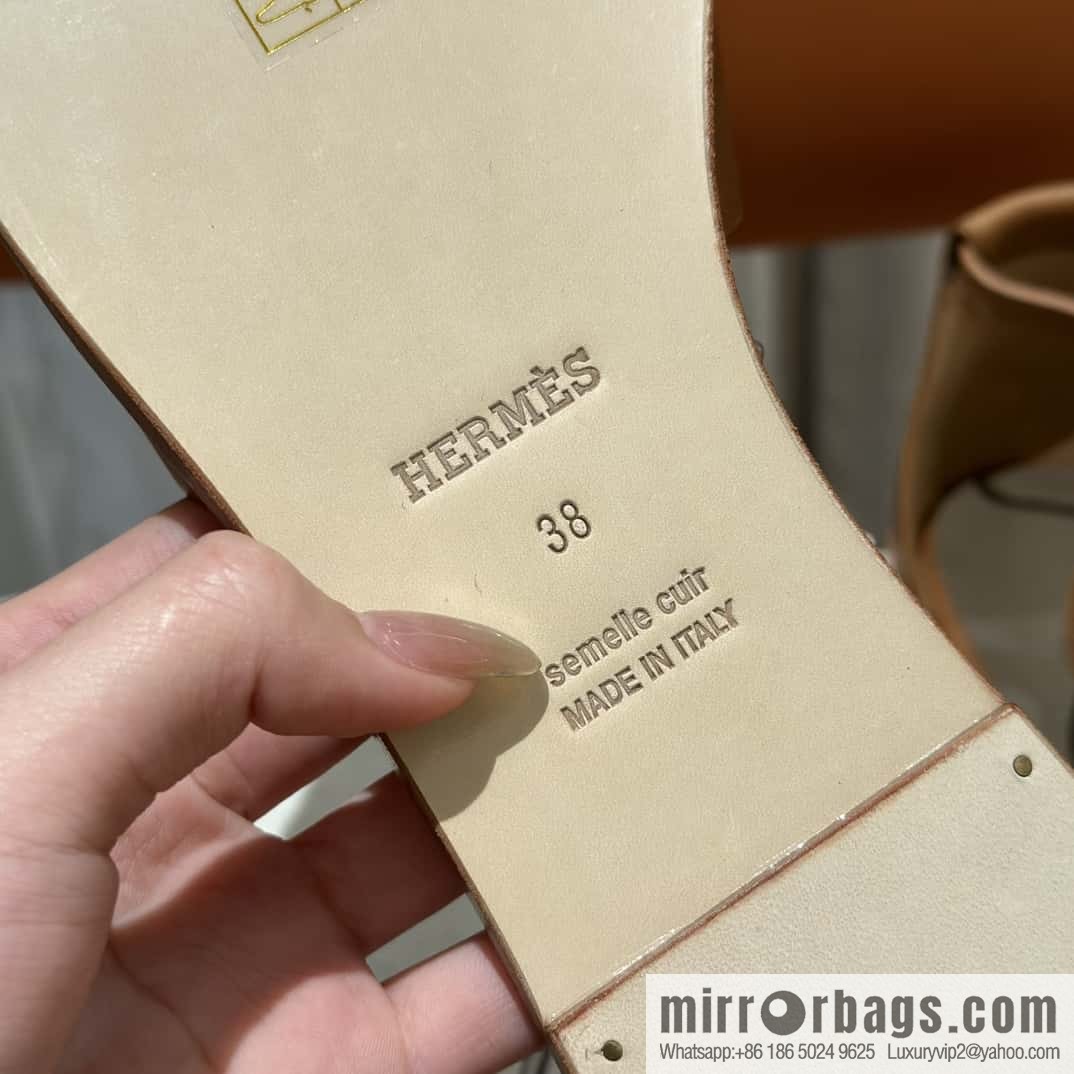 HERMÈS
38
semelle cuir
MADE IN ITALY
mirrorbags.com
Whatsapp:+86 186 5024 9625 Luxuryvip2@yahoo.com